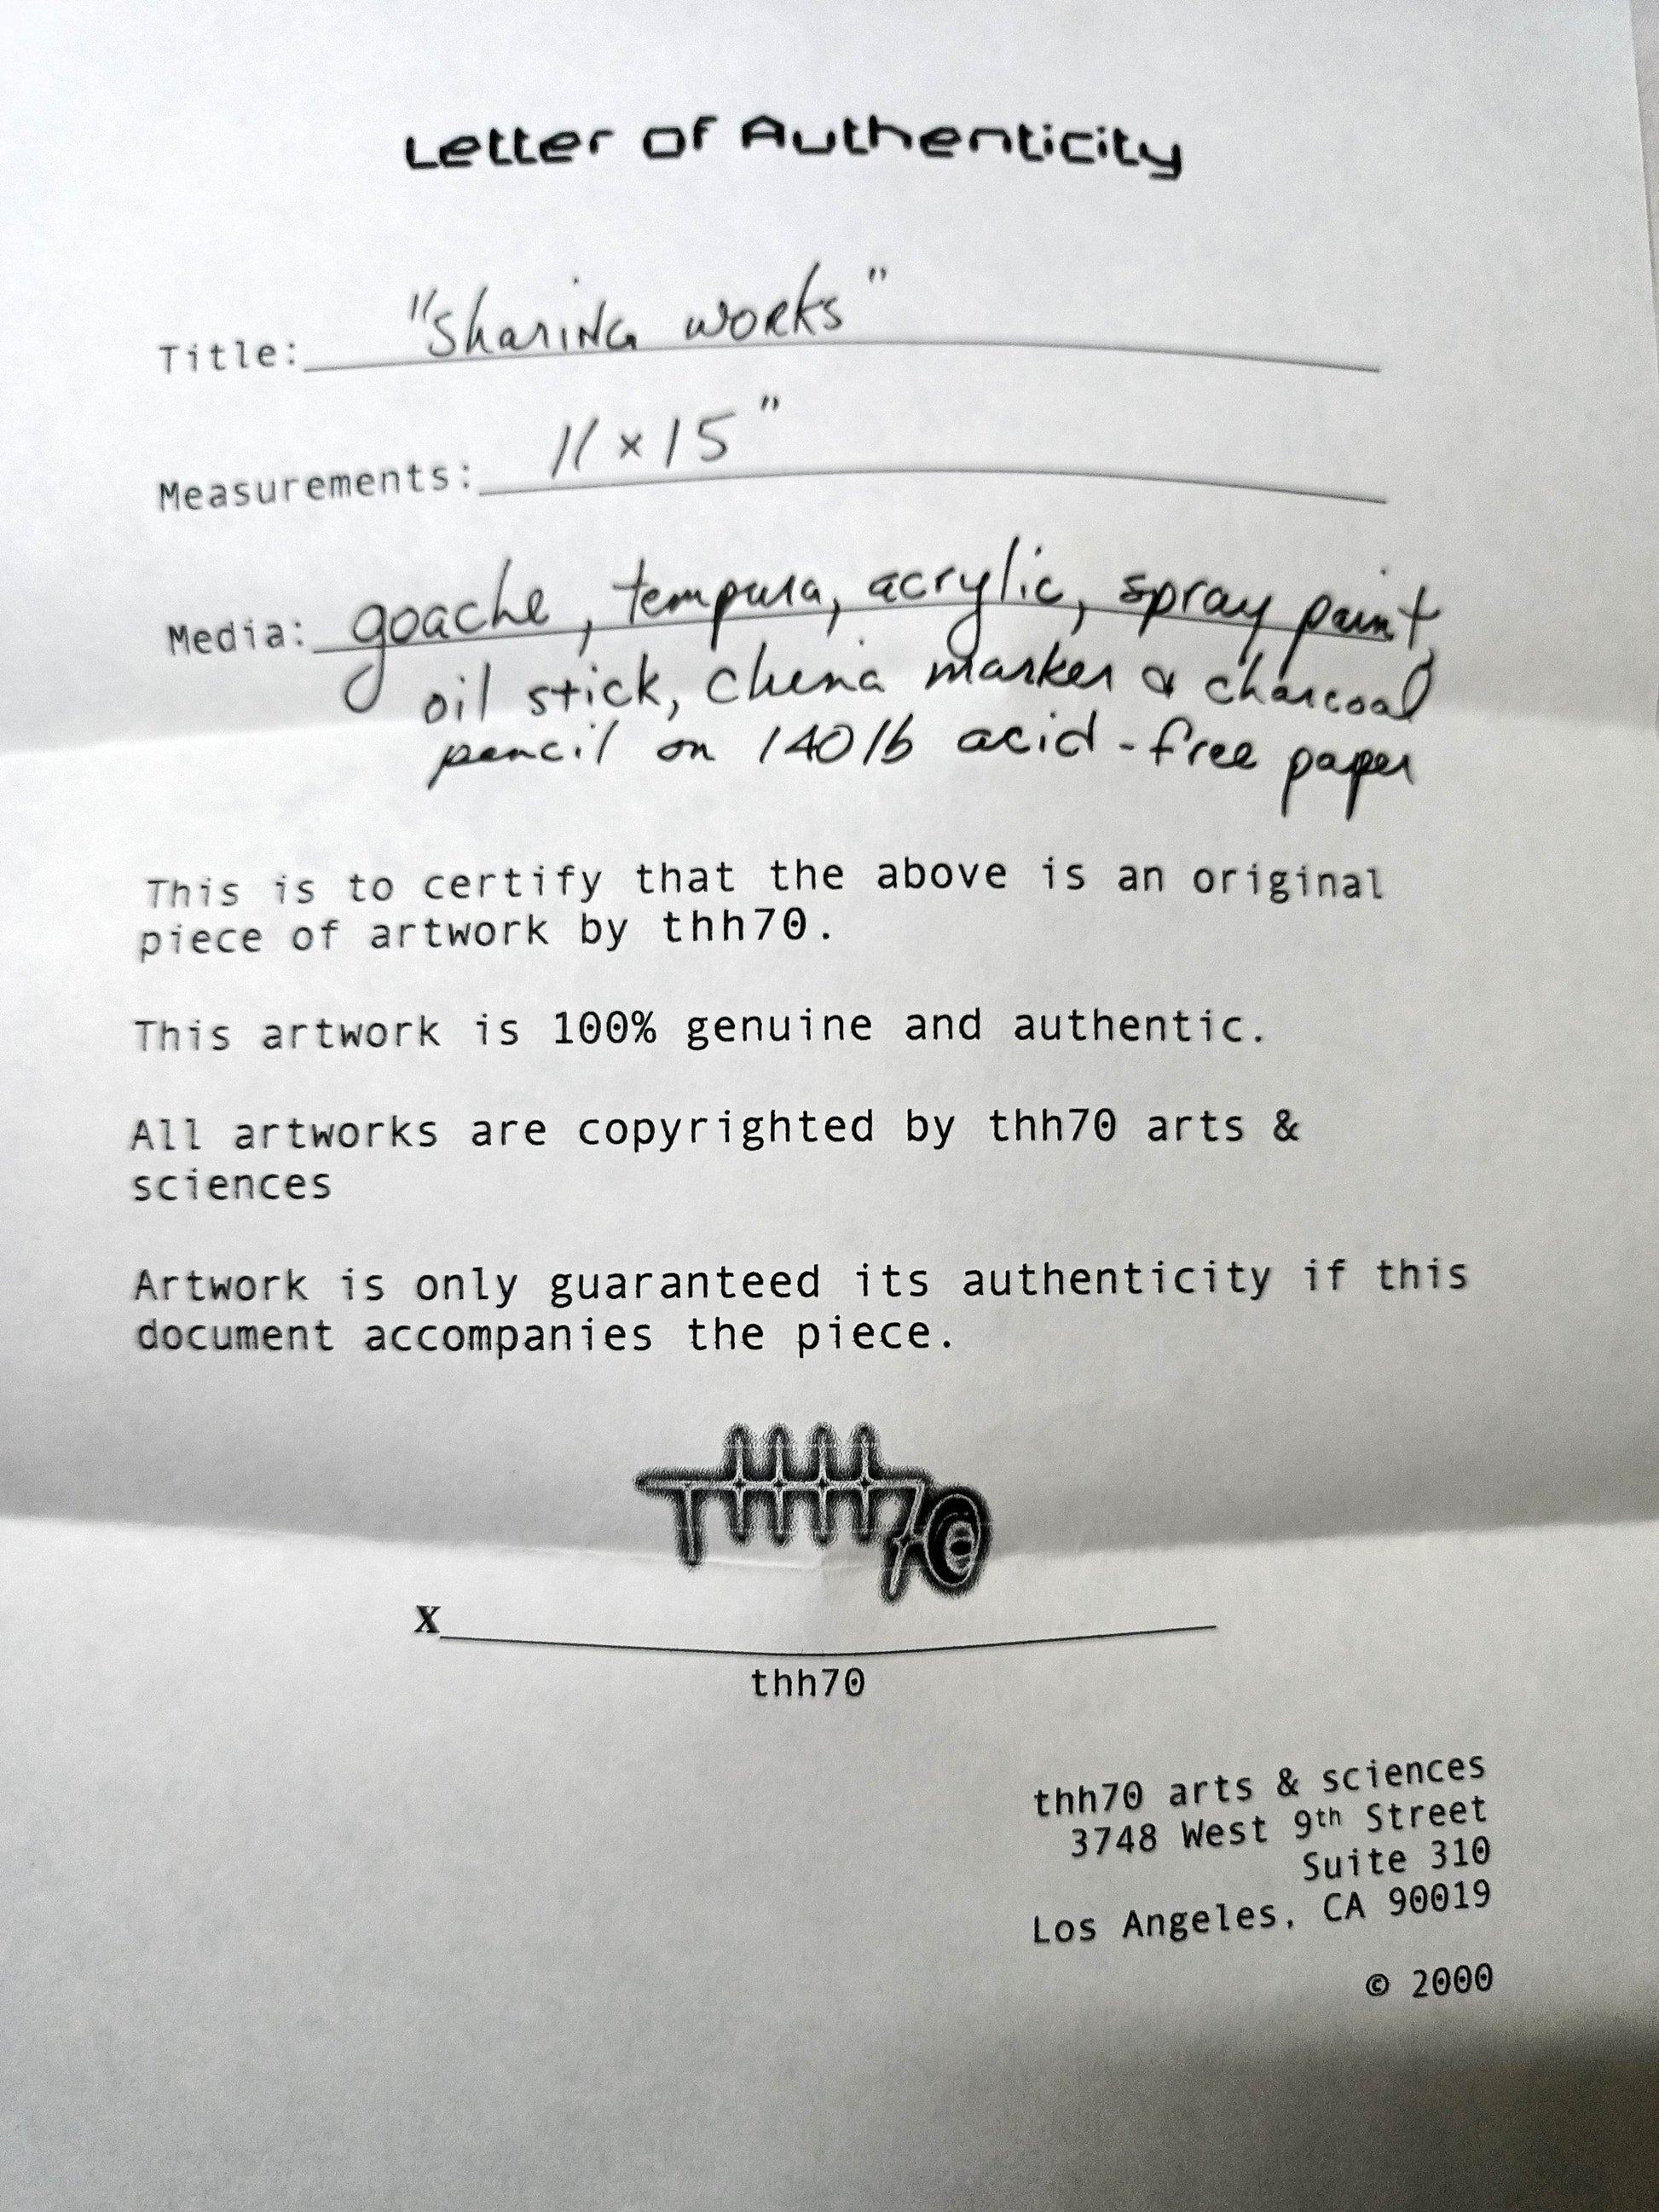 Letter of Authenticity
Title: "Sharing works"
Measurements: 11 x 15"
Media: goache, tempura, acrylic, spray paint,
oil stick, china marker & charcoal
pencil on 140 lb acid-free paper
This is to certify that the above is an original
piece of artwork by thh70.
This artwork is 100% genuine and authentic.
All artworks are copyrighted by thh70 arts &
sciences
Artwork is only guaranteed its authenticity if this
document accompanies the piece.
THH70
X
thh70
thh70 arts & sciences
3748 West 9th Street
Suite 310
Los Angeles, CA 90019
© 2000